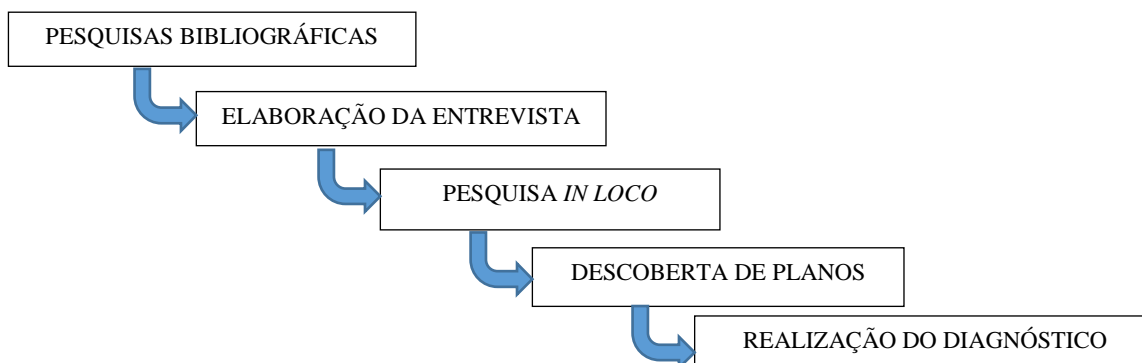 PESQUISAS BIBLIOGRÁFICAS
ELABORAÇÃO DA ENTREVISTA
PESQUISA IN LOCO
DESCOBERTA DE PLANOS
REALIZAÇÃO DO DIAGNÓSTICO